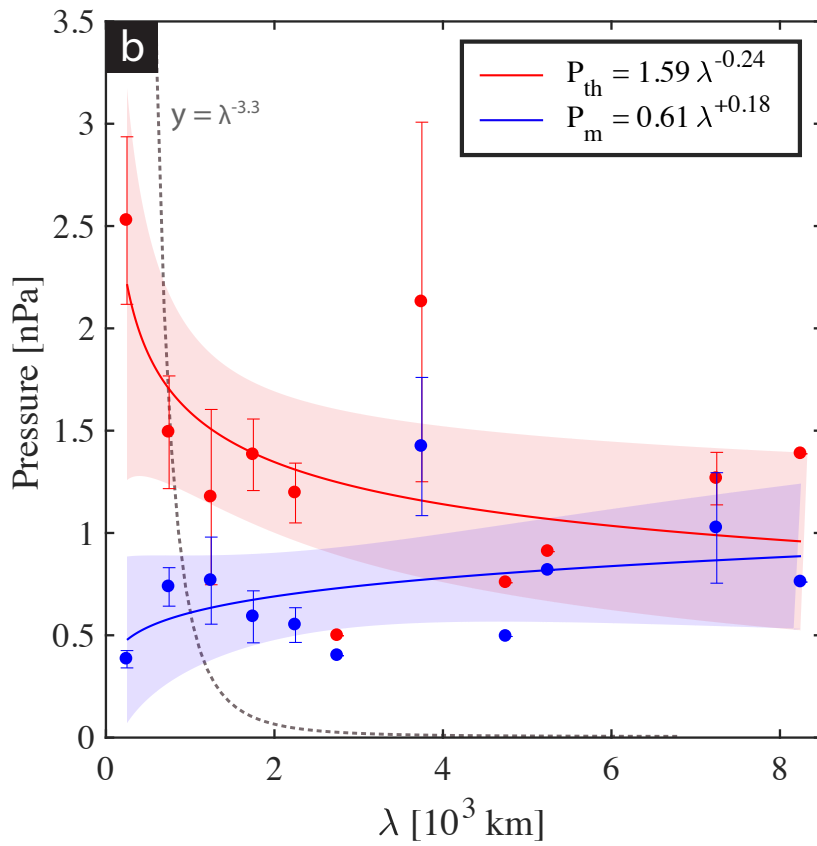 b
P_th = 1.59 λ^-0.24
P_m = 0.61 λ^+0.18
y = λ^-3.3
Pressure [nPa]
3.5
3
2.5
2
1.5
1
0.5
0
0 2 4 6 8
λ [10^3 km]